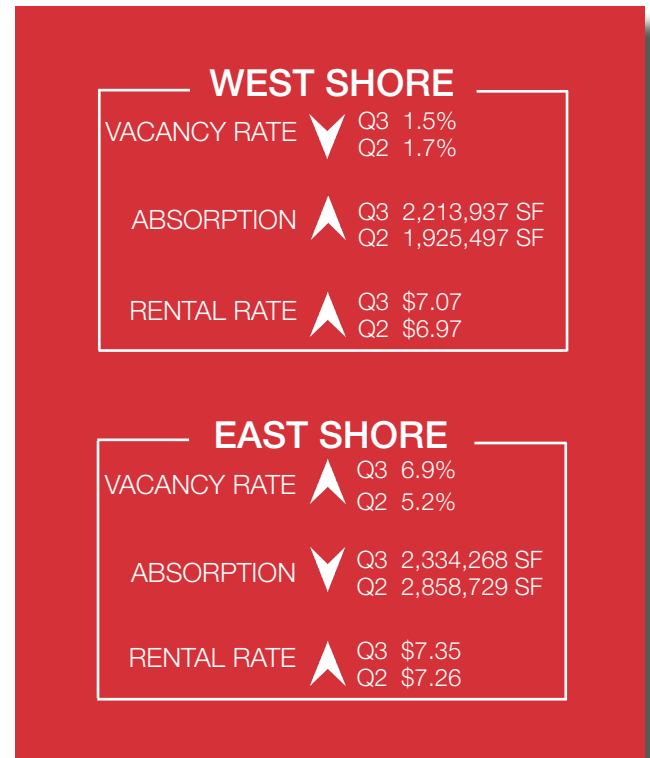 WEST SHORE
VACANCY RATE Q3 1.5%
Q2 1.7%
ABSORPTION Q3 2,213,937 SF
Q2 1,925,497 SF
RENTAL RATE Q3 $7.07
Q2 $6.97
EAST SHORE
VACANCY RATE Q3 6.9%
Q2 5.2%
ABSORPTION Q3 2,334,268 SF
Q2 2,858,729 SF
RENTAL RATE Q3 $7.35
Q2 $7.26